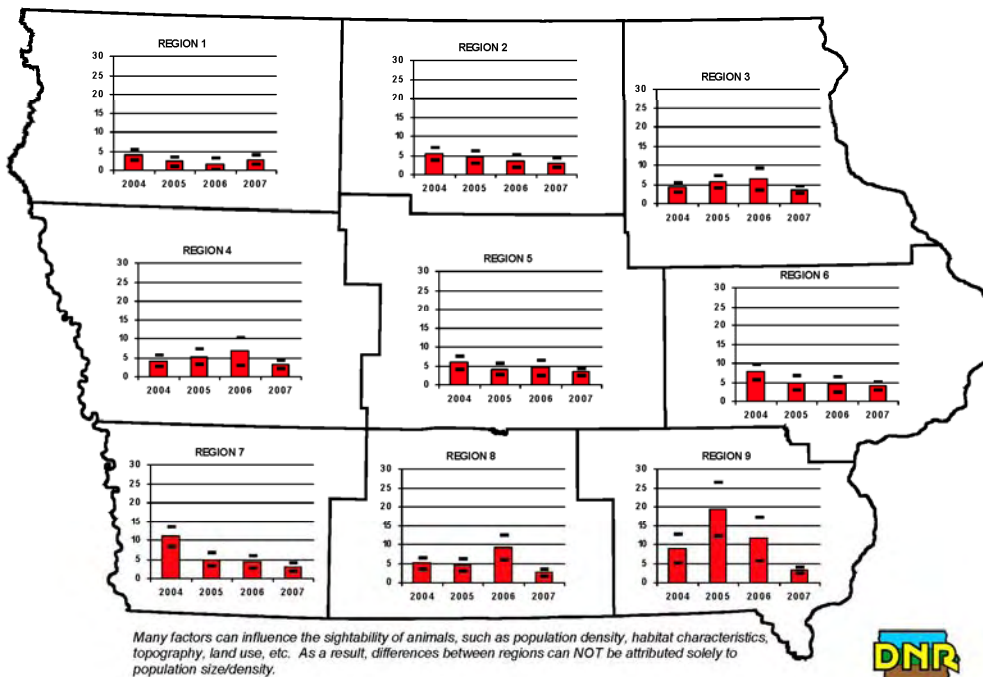 REGION 1
30
25
20
15
10
5
0
2004 2005 2006 2007
REGION 2
30
25
20
15
10
5
0
2004 2005 2006 2007
REGION 3
30
25
20
15
10
5
0
2004 2005 2006 2007
REGION 4
30
25
20
15
10
5
0
2004 2005 2006 2007
REGION 5
30
25
20
15
10
5
0
2004 2005 2006 2007
REGION 6
30
25
20
15
10
5
0
2004 2005 2006 2007
REGION 7
30
25
20
15
10
5
0
2004 2005 2006 2007
REGION 8
30
25
20
15
10
5
0
2004 2005 2006 2007
REGION 9
30
25
20
15
10
5
0
2004 2005 2006 2007
Many factors can influence the sightability of animals, such as population density, habitat characteristics,
topography, land use, etc. As a result, differences between regions can NOT be attributed solely to
population size/density.
DNR